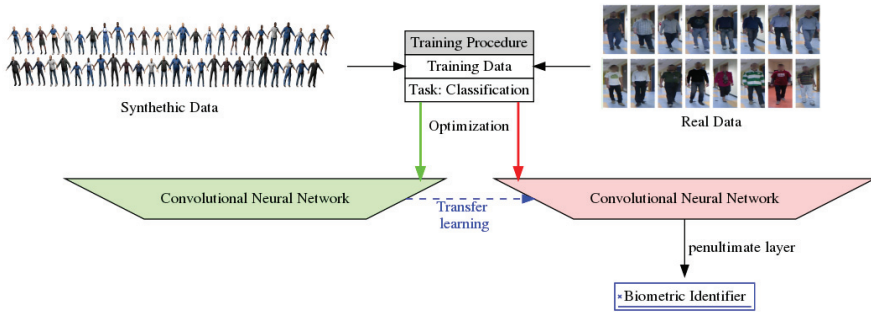 Training Procedure
Training Data
Task: Classification
Synthethic Data
Real Data
Optimization
Convolutional Neural Network
Transfer
learning
Convolutional Neural Network
penultimate layer
Biometric Identifier